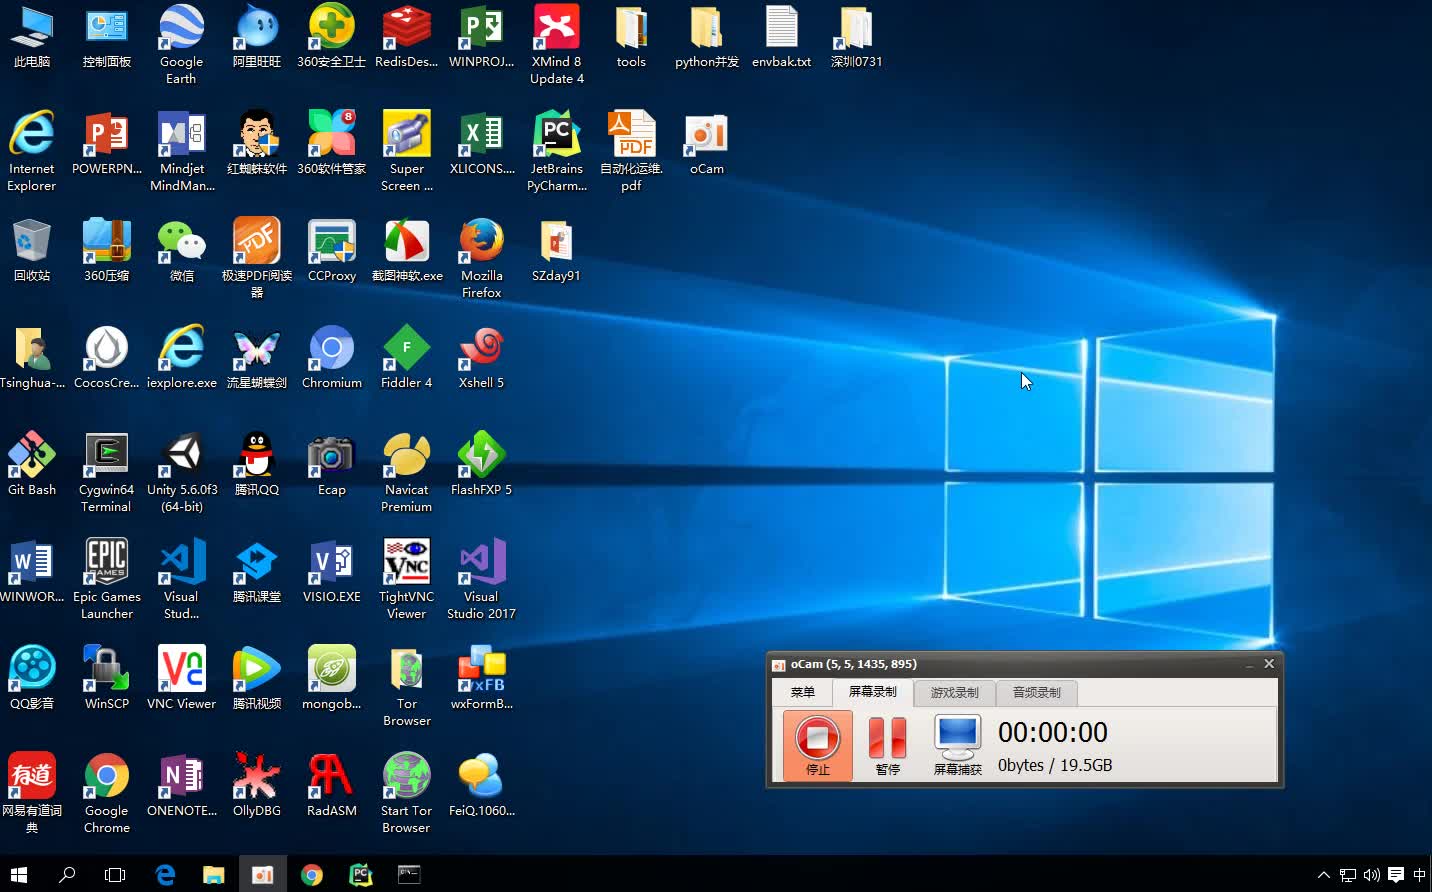 此电脑
控制面板
Google
Earth
阿里旺旺
360安全卫士
RedisDes...
WINPROJ...
XMind 8
Update 4
tools
python并发
envbak.txt
深圳0731
Internet
Explorer
POWERPN...
Mindjet
MindMan...
红蜘蛛软件
8
360软件管家
Super
Screen ...
XLICONS....
PC
JetBrains
PyCharm...
PDF
自动化运维.
pdf
oCam
回收站
360压缩
微信
PDF
极速PDF阅读
器
CCProxy
截图神软.exe
Mozilla
Firefox
SZday91
Tsinghua-...
CocosCre...
iexplore.exe
流星蝴蝶剑
Chromium
F
Fiddler 4
Xshell 5
Git Bash
Cygwin64
Terminal
Unity 5.6.0f3
(64-bit)
腾讯QQ
Ecap
Navicat
Premium
FlashFXP 5
WINWOR...
EPIC
GAMES
Epic Games
Launcher
Visual
Stud...
腾讯课堂
VISIO.EXE
VNC
TightVNC
Viewer
Visual
Studio 2017
QQ影音
WinSCP
VNC Viewer
腾讯视频
mongob...
Tor
Browser
wxFormB...
有道
网易有道词
典
Google
Chrome
ONENOTE...
OllyDBG
RadASM
Start Tor
Browser
FeiQ.1060...
oCam (5, 5, 1435, 895)
菜单
屏幕录制
游戏录制
音频录制
停止
暂停
屏幕捕获
00:00:00
0bytes / 19.5GB
中